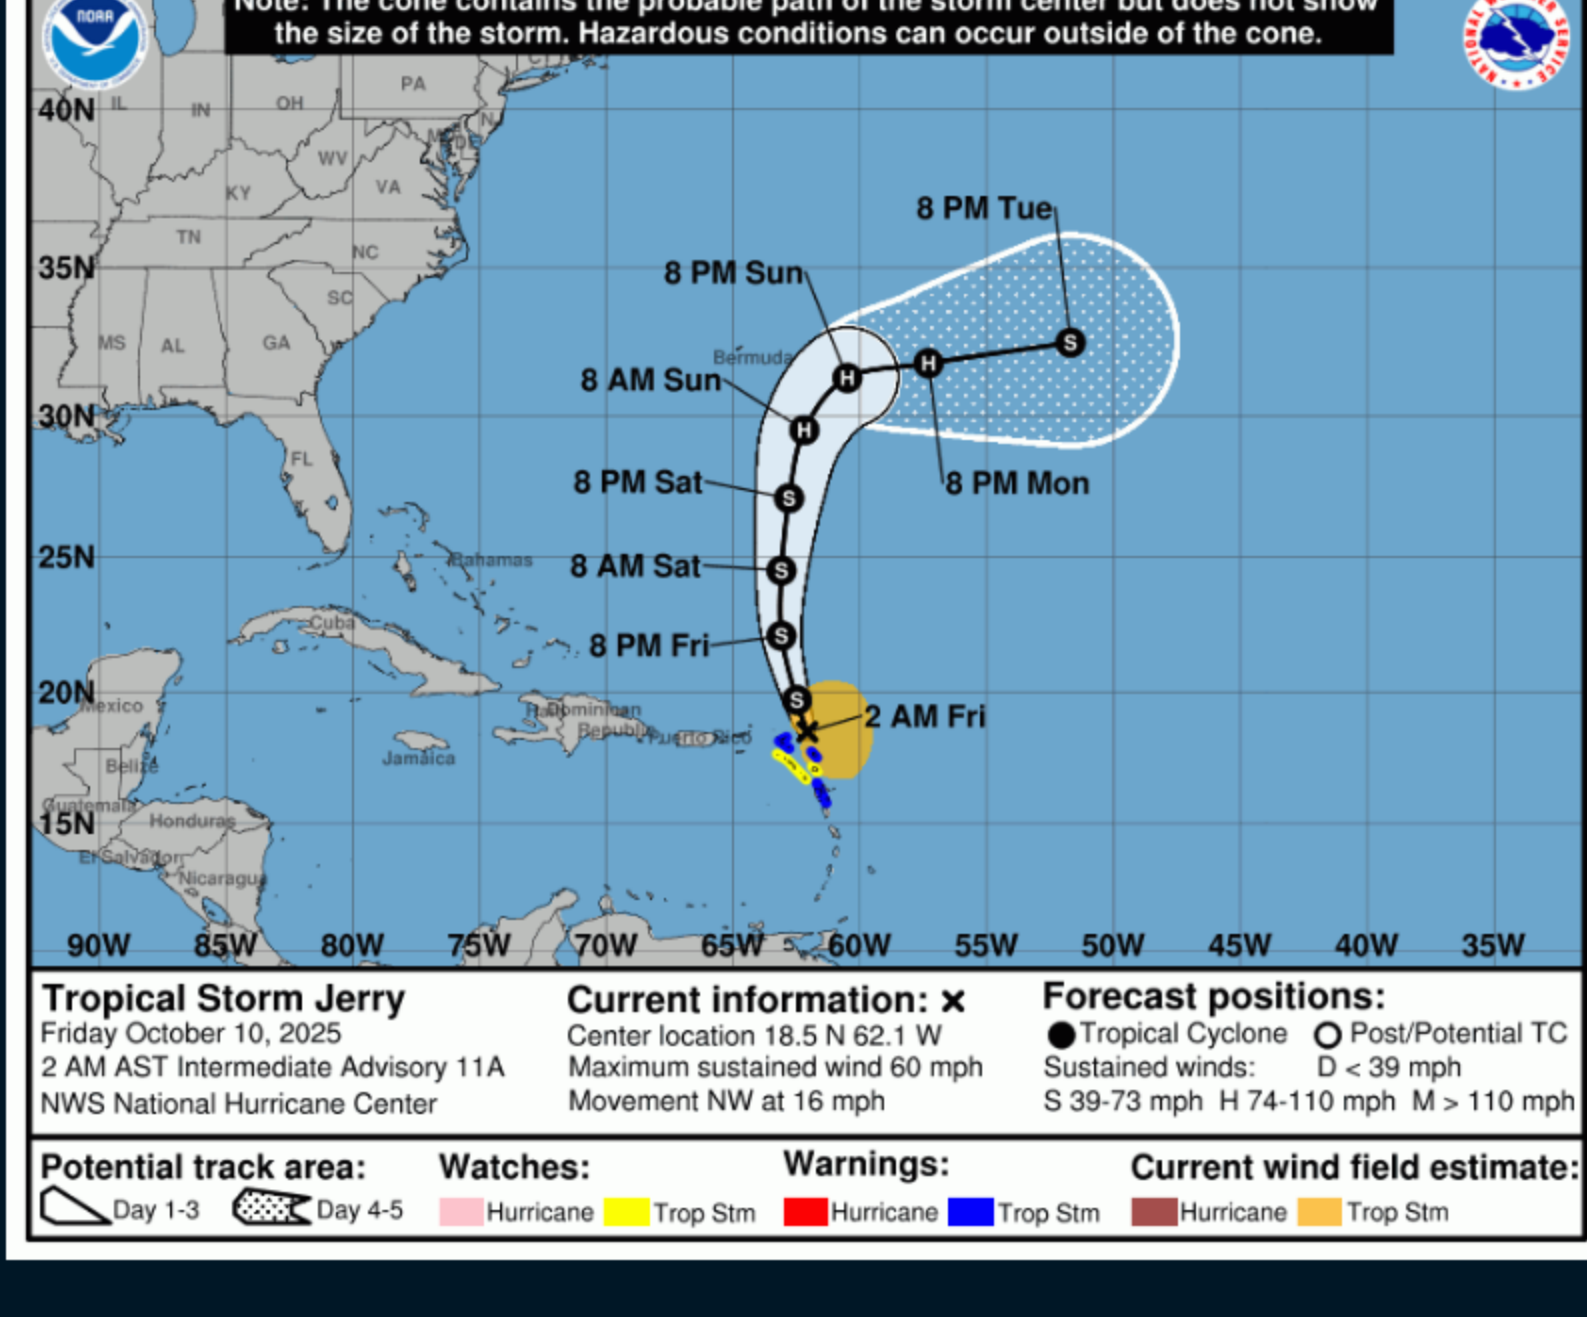 Note: The cone contains the probable path of the storm center but does not show
the size of the storm. Hazardous conditions can occur outside of the cone.
NOAA
PA
40N
IL
IN
OH
WV
KY
VA
8 PM Tue
TN
NC
35N
8 PM Sun
SC
MS
AL
GA
Bermuda
8 AM Sun
30N
FL
8 PM Sat
8 PM Mon
25N
Bahamas
8 AM Sat
Cuba
8 PM Fri
20N
Mexico
Dominican
Republic
Puerto Rico
2 AM Fri
Jamaica
Belize
Guatemala
15N
Honduras
El Salvador
Nicaragua
90W 85W 80W 75W 70W 65W 60W 55W 50W 45W 40W 35W
Tropical Storm Jerry
Friday October 10, 2025
2 AM AST Intermediate Advisory 11A
NWS National Hurricane Center
Current information: x
Center location 18.5 N 62.1 W
Maximum sustained wind 60 mph
Movement NW at 16 mph
Forecast positions:
Tropical Cyclone Post/Potential TC
Sustained winds: D < 39 mph
S 39-73 mph H 74-110 mph M > 110 mph
Potential track area:
Day 1-3 Day 4-5
Watches:
Hurricane Trop Stm
Warnings:
Hurricane Trop Stm
Current wind field estimate:
Hurricane Trop Stm